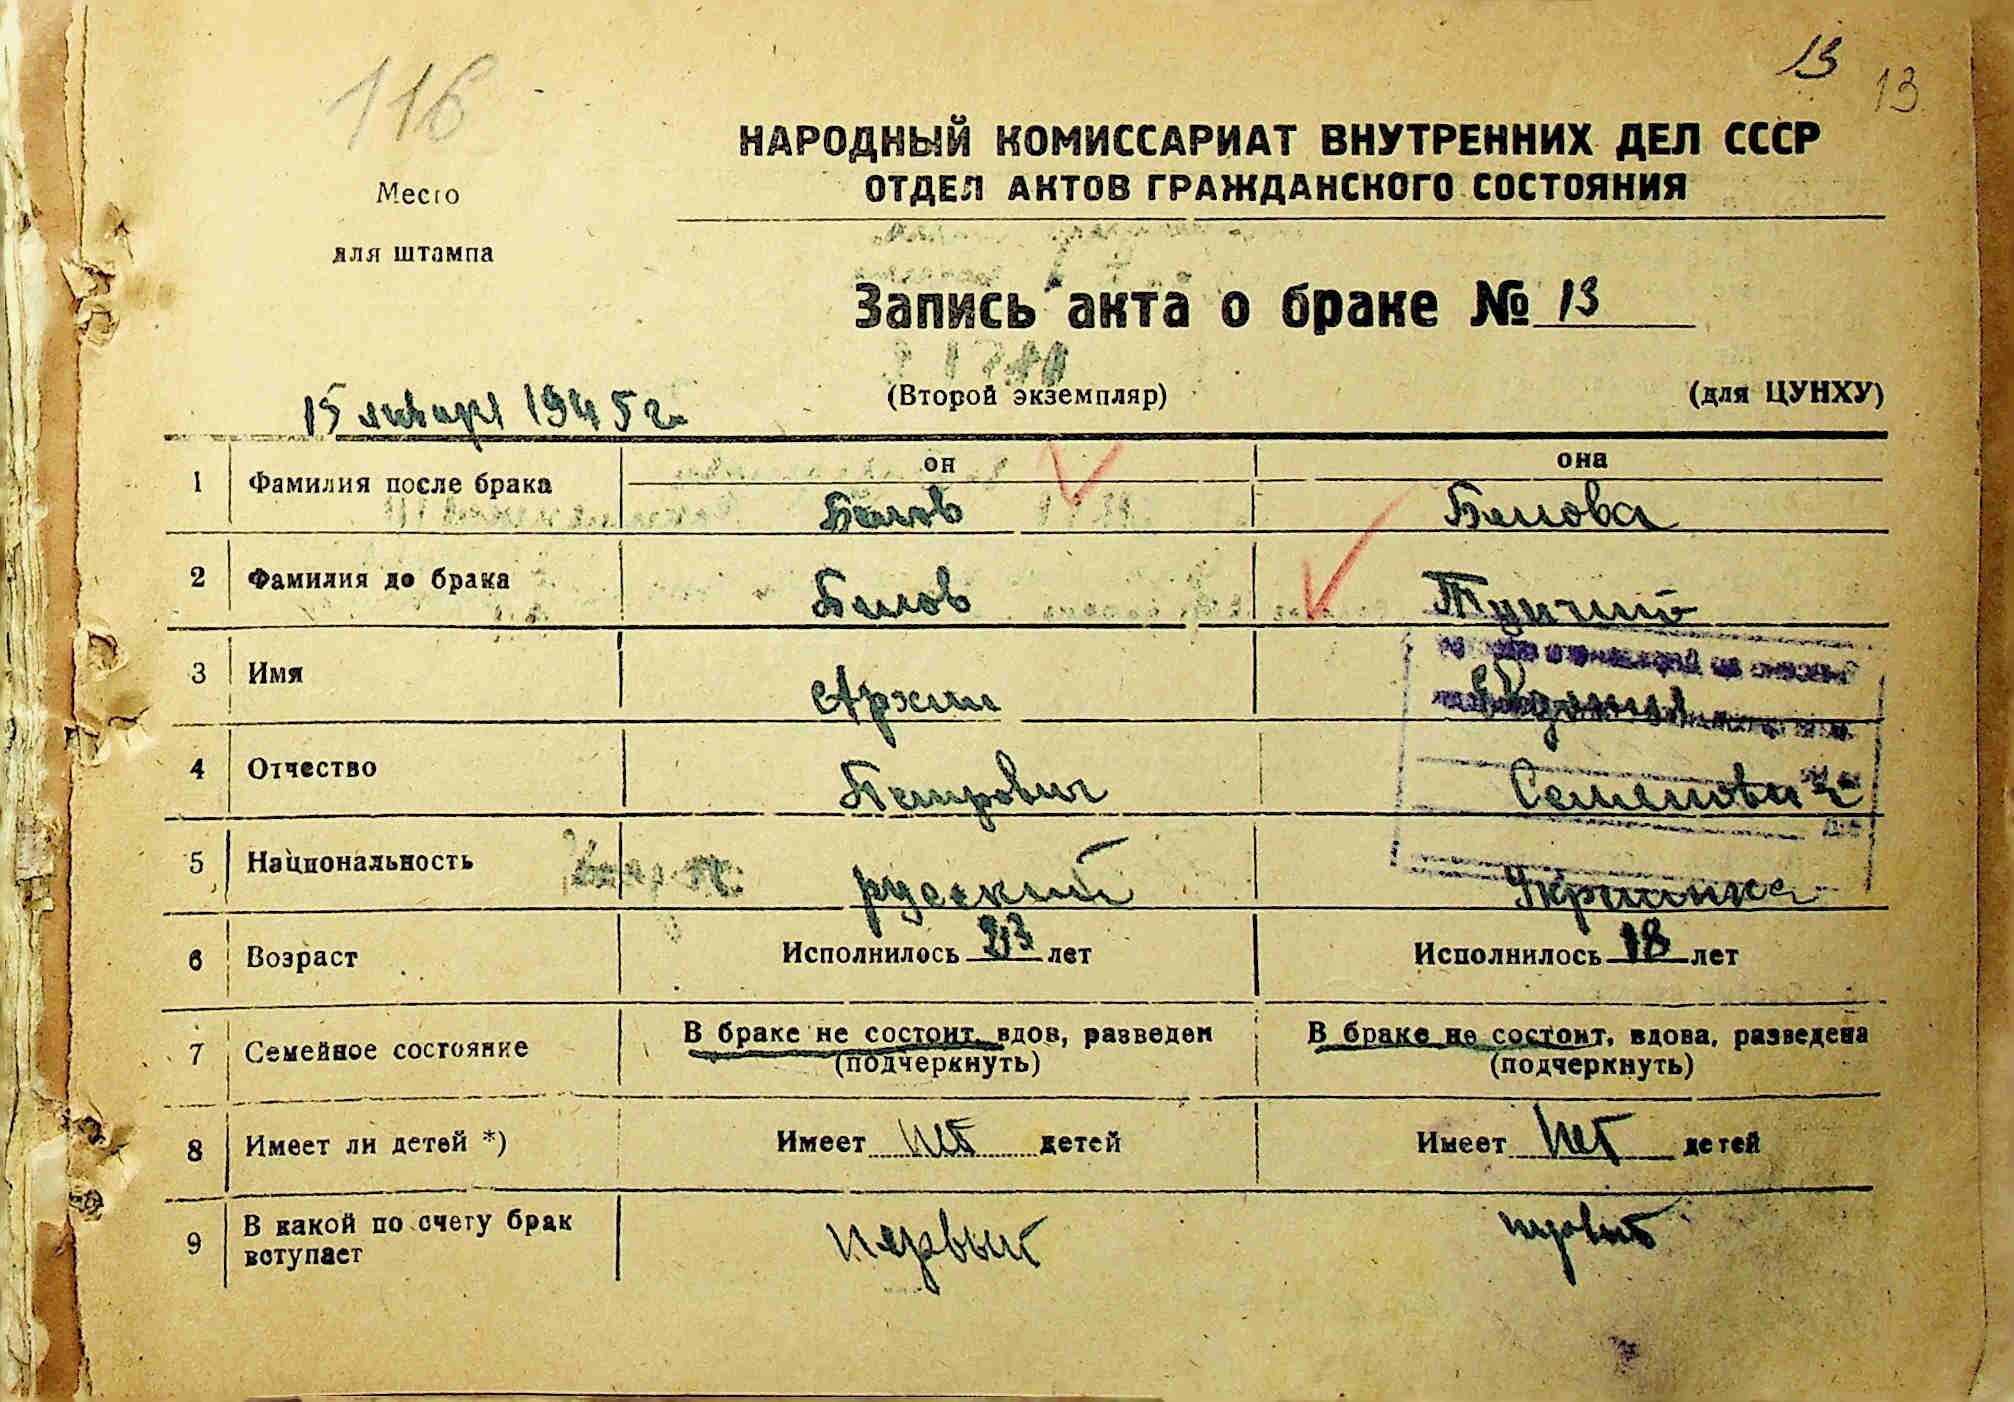 116
13 13
НАРОДНЫЙ КОМИССАРИАТ ВНУТРЕННИХ ДЕЛ СССР
ОТДЕЛ АКТОВ ГРАЖДАНСКОГО СОСТОЯНИЯ
Место
для штампа
Запись акта о браке № 13
(Второй экземпляр) (для ЦУНХУ)
15 января 1945 г.
он она
1 Фамилия после брака Белов Белова
2 Фамилия до брака Белов
3 Имя Архип
4 Отчество Петрович Семеновн
5 Национальность русский Украинка
6 Возраст Исполнилось 23 лет Исполнилось 18 лет
7 Семейное состояние В браке не состоит, вдов, разведен В браке не состоит, вдова, разведена
(подчеркнуть) (подчеркнуть)
8 Имеет ли детей *) Имеет нет детей Имеет нет детей
9 В какой по счету брак
вступает первый первый